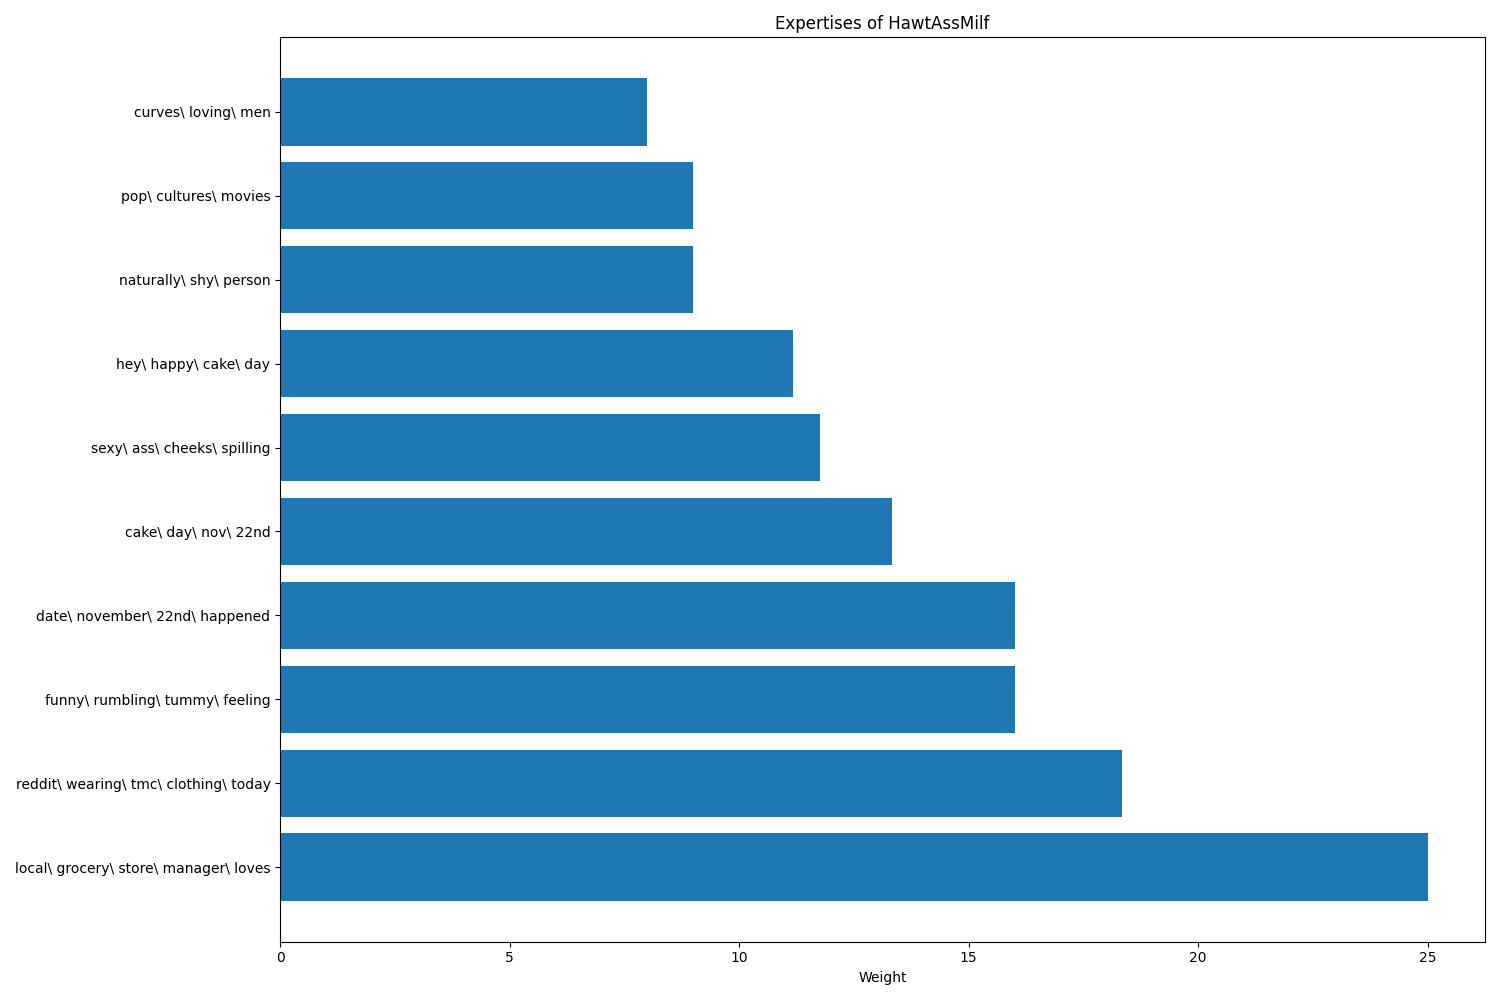 Expertises of HawtAssMilf
curves\ loving\ men
pop\ cultures\ movies
naturally\ shy\ person
hey\ happy\ cake\ day
sexy\ ass\ cheeks\ spilling
cake\ day\ nov\ 22nd
date\ november\ 22nd\ happened
funny\ rumbling\ tummy\ feeling
reddit\ wearing\ tmc\ clothing\ today
local\ grocery\ store\ manager\ loves
0 5 10 15 20 25
Weight